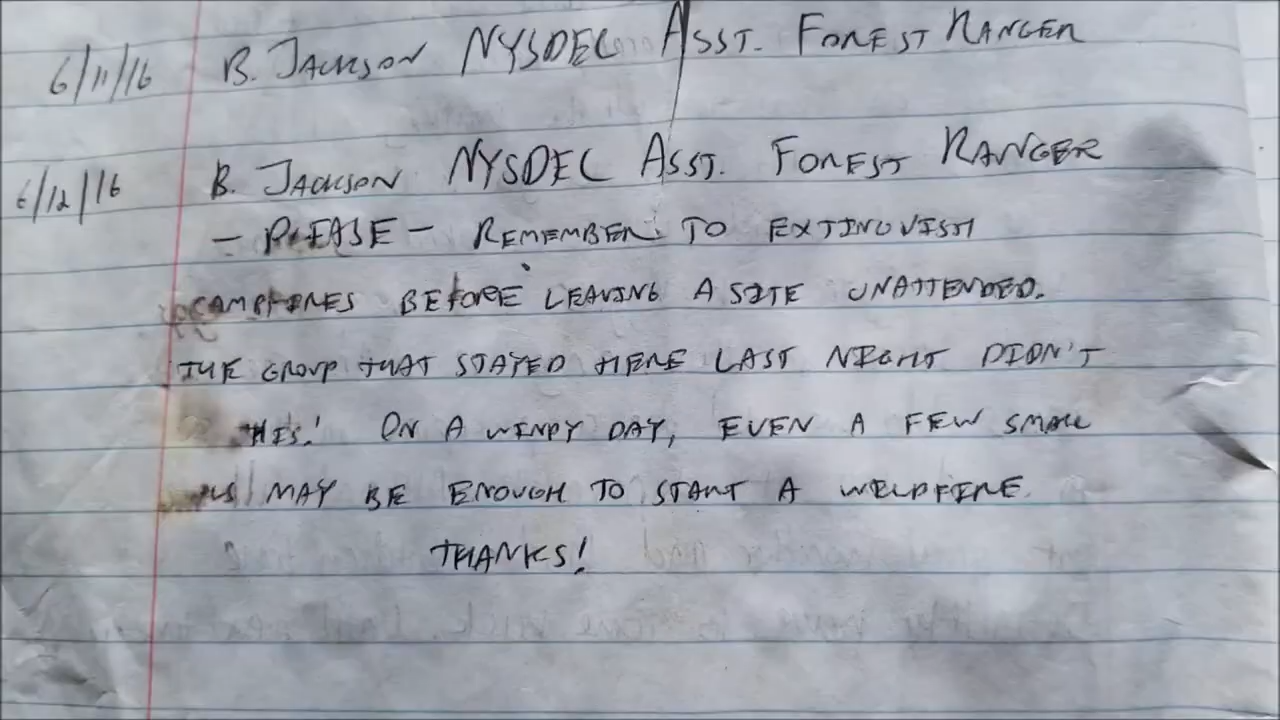 6/11/16 B. JACKSON NYSDEC ASST. FOREST RANGER
6/12/16 B. JACKSON NYSDEC ASST. FOREST RANGER
- PLEASE - REMEMBER TO EXTINGUISH
CAMPFIRES BEFORE LEAVING A SITE UNATTENDED.
THE GROUP THAT STAYED HERE LAST NIGHT DIDN'T
THIS! ON A WINDY DAY, EVEN A FEW SMALL
MAY BE ENOUGH TO START A WILDFIRE.
THANKS!